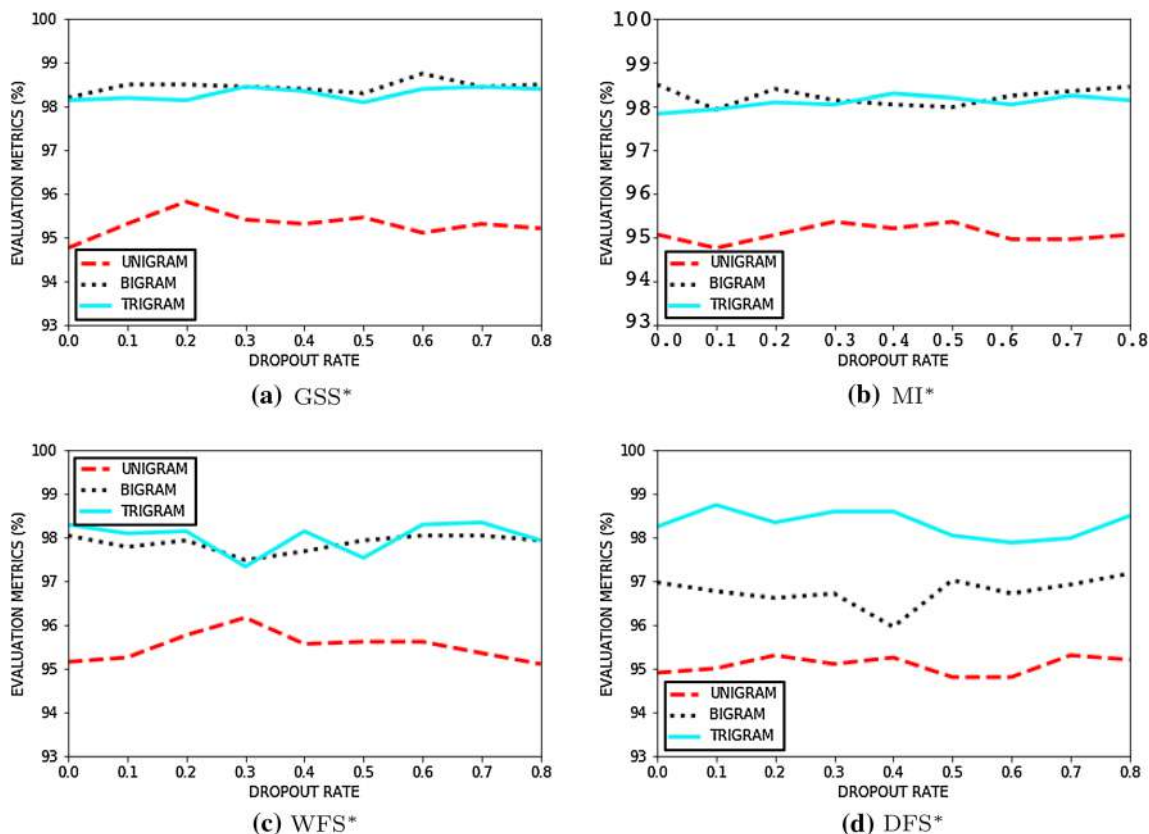 100
99
98
97
96
95
94
93
EVALUATION METRICS (%)
UNIGRAM
BIGRAM
TRIGRAM
0.0 0.1 0.2 0.3 0.4 0.5 0.6 0.7 0.8
DROPOUT RATE
(a) GSS*
100
99
98
97
96
95
94
93
EVALUATION METRICS (%)
UNIGRAM
BIGRAM
TRIGRAM
0.0 0.1 0.2 0.3 0.4 0.5 0.6 0.7 0.8
DROPOUT RATE
(b) MI*
100
99
98
97
96
95
94
93
EVALUATION METRICS (%)
UNIGRAM
BIGRAM
TRIGRAM
0.0 0.1 0.2 0.3 0.4 0.5 0.6 0.7 0.8
DROPOUT RATE
(c) WFS*
100
99
98
97
96
95
94
93
EVALUATION METRICS (%)
UNIGRAM
BIGRAM
TRIGRAM
0.0 0.1 0.2 0.3 0.4 0.5 0.6 0.7 0.8
DROPOUT RATE
(d) DFS*